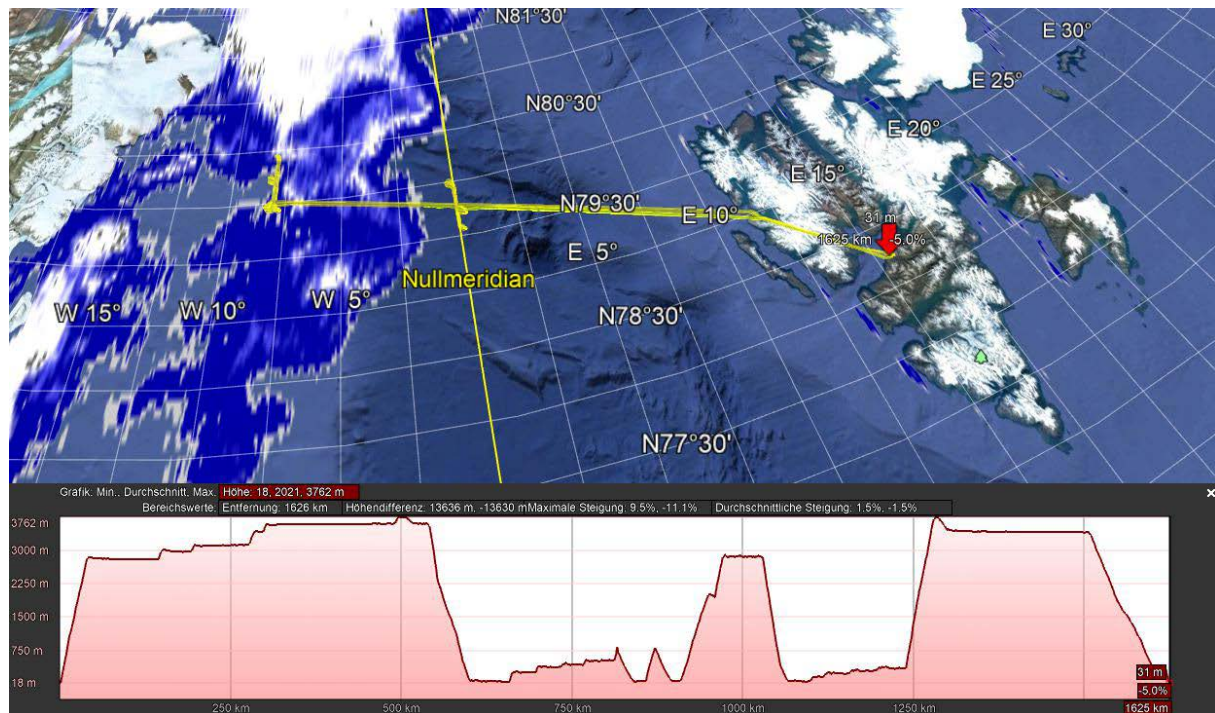 N81°30'
E 30°
E 25°
N80°30'
E 20°
E 15°
N79°30'
E 10°
31 m
1625 km
-5.0%
E 5°
Nullmeridian
W 5°
W 10°
W 15°
N78°30'
N77°30'
Grafik: Min., Durchschnitt, Max. Höhe: 18, 2021, 3762 m
Bereichswerte: Entfernung: 1626 km Höhendifferenz: 13636 m. -13630 mMaximale Steigung: 9.5%, -11.1% Durchschnittliche Steigung: 1.5%, -1.5%
3762 m
3000 m
2250 m
1500 m
750 m
18 m
31 m
-5.0%
250 km 500 km 750 km 1000 km 1250 km 1625 km